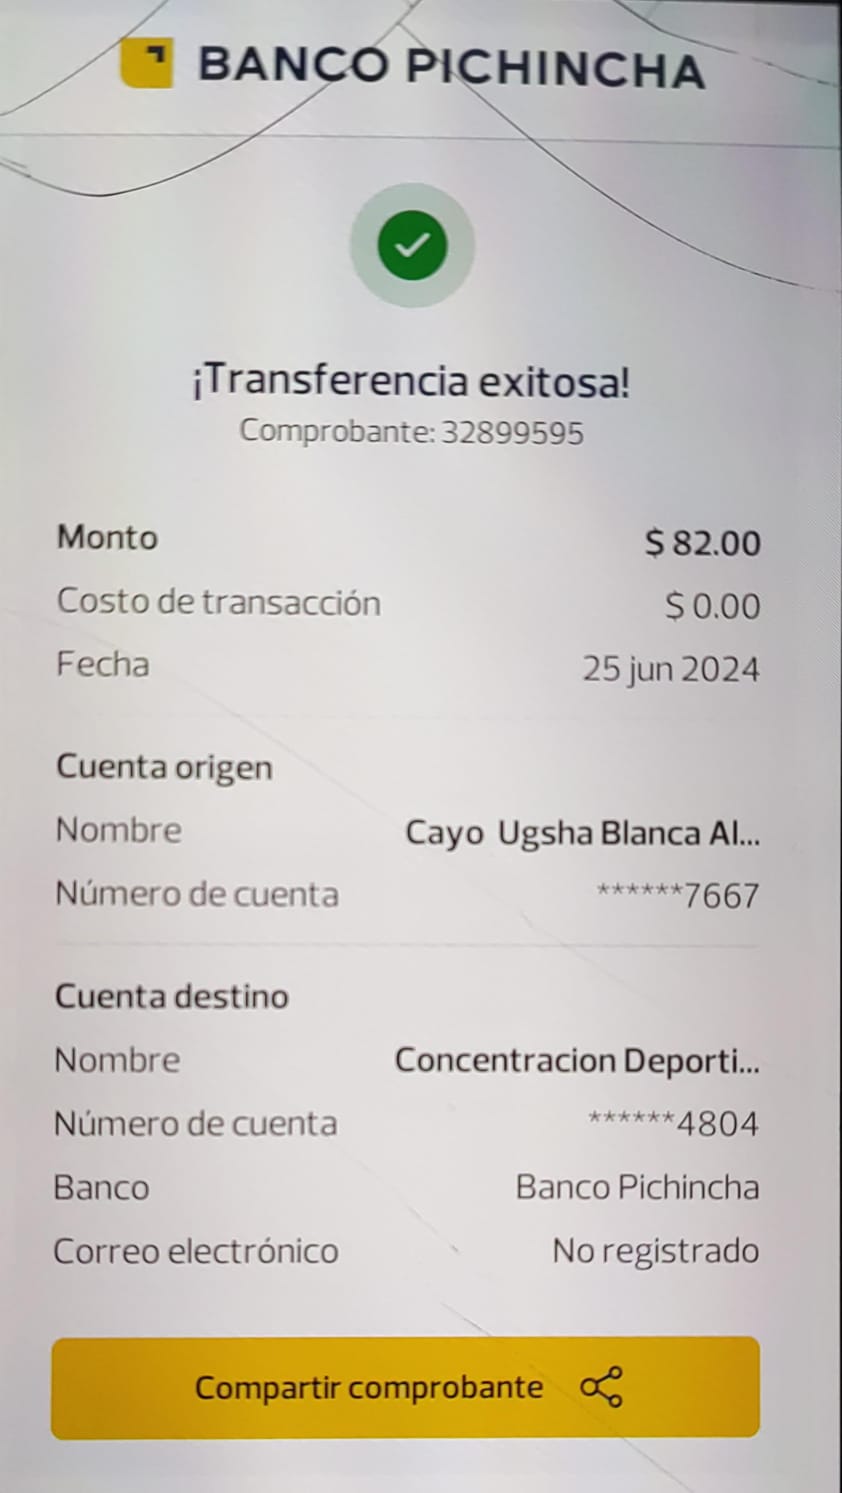 BANCO PICHINCHA
¡Transferencia exitosa!
Comprobante: 32899595
Monto $ 82.00
Costo de transacción $ 0.00
Fecha 25 jun 2024
Cuenta origen
Nombre Cayo Ugsha Blanca Al...
Número de cuenta ******7667
Cuenta destino
Nombre Concentracion Deporti...
Número de cuenta ******4804
Banco Banco Pichincha
Correo electrónico No registrado
Compartir comprobante